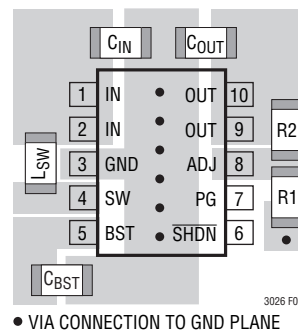 CIN COUT
1 IN OUT 10
2 IN OUT 9 R2
LSW 3 GND ADJ 8
4 SW PG 7 R1
5 BST SHDN 6
CBST
3026 F0
• VIA CONNECTION TO GND PLANE